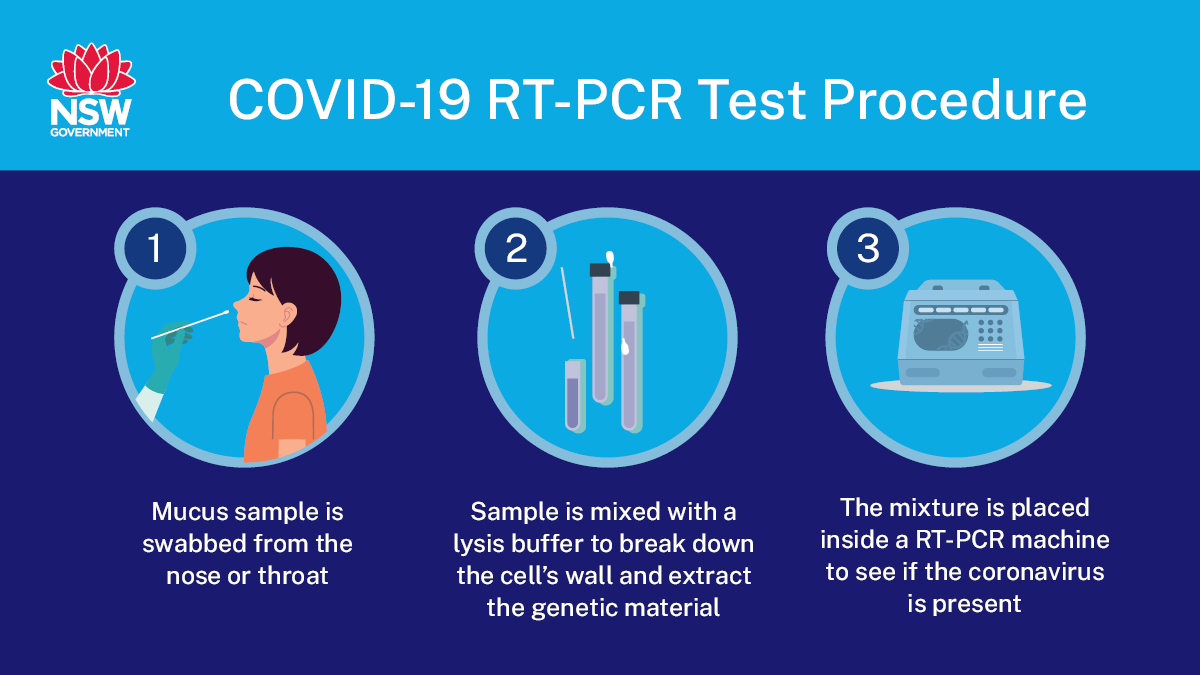 NSW
GOVERNMENT
COVID-19 RT-PCR Test Procedure
1
Mucus sample is
swabbed from the
nose or throat
2
Sample is mixed with a
lysis buffer to break down
the cell’s wall and extract
the genetic material
3
The mixture is placed
inside a RT-PCR machine
to see if the coronavirus
is present